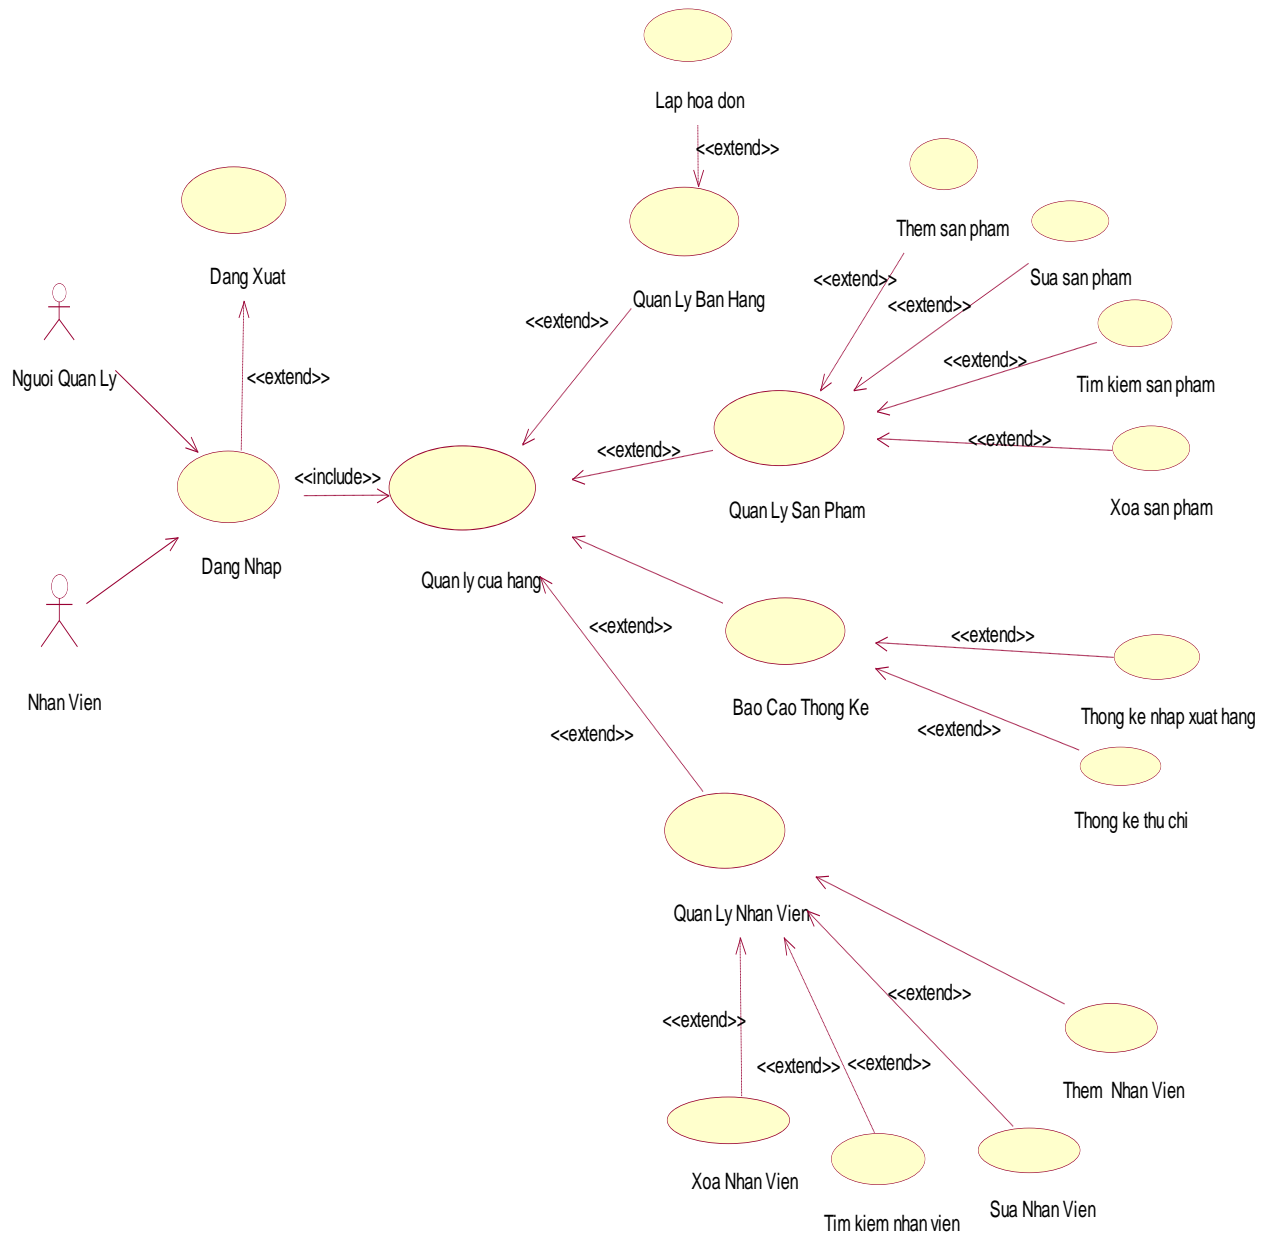 Lap hoa don
<<extend>>
Them san pham
Sua san pham
Dang Xuat
<<extend>>
<<extend>>
Quan Ly Ban Hang
<<extend>>
Nguoi Quan Ly
<<extend>>
<<extend>>
Tim kiem san pham
<<extend>>
<<extend>>
<<include>>
Quan Ly San Pham
Xoa san pham
Dang Nhap
Quan ly cua hang
<<extend>>
<<extend>>
Nhan Vien
Bao Cao Thong Ke
Thong ke nhap xuat hang
<<extend>>
<<extend>>
Thong ke thu chi
Quan Ly Nhan Vien
<<extend>>
<<extend>>
<<extend>>
<<extend>>
Them  Nhan Vien
Xoa Nhan Vien
Sua Nhan Vien
Tim kiem nhan vien